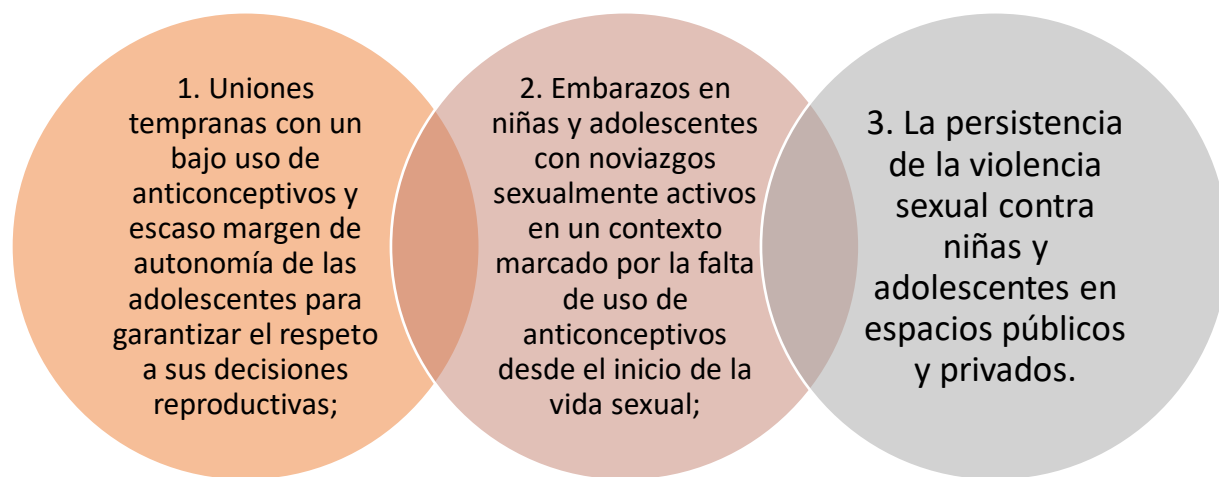 1. Uniones
tempranas con un
bajo uso de
anticonceptivos y
escaso margen de
autonomía de las
adolescentes para
garantizar el respeto
a sus decisiones
reproductivas;
2. Embarazos en
niñas y adolescentes
con noviazgos
sexualmente activos
en un contexto
marcado por la falta
de uso de
anticonceptivos
desde el inicio de la
vida sexual;
3. La persistencia
de la violencia
sexual contra
niñas y
adolescentes en
espacios públicos
y privados.